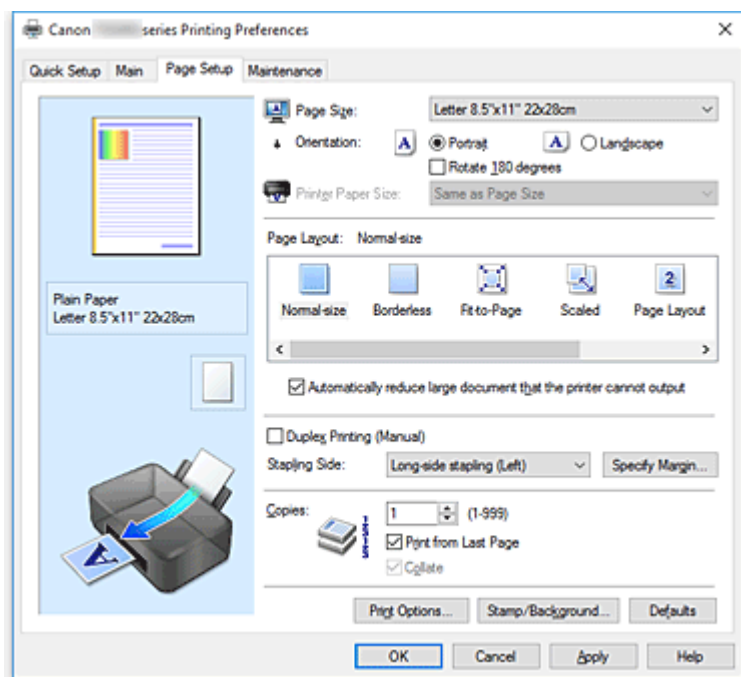 Canon series Printing Preferences
Quick Setup Main Page Setup Maintenance
Page Size: Letter 8.5"x11" 22x28cm
Orientation: A Portrait A Landscape
Rotate 180 degrees
Printer Paper Size: Same as Page Size
Page Layout: Normal-size
2
Normal-size Borderless Fit-to-Page Scaled Page Layout
Plain Paper
Letter 8.5"x11" 22x28cm
Automatically reduce large document that the printer cannot output
Duplex Printing (Manual)
Stapling Side: Long-side stapling (Left) Specify Margin...
Copies: 1 (1-999)
Print from Last Page
Collate
A
Print Options... Stamp/Background... Defaults
OK Cancel Apply Help